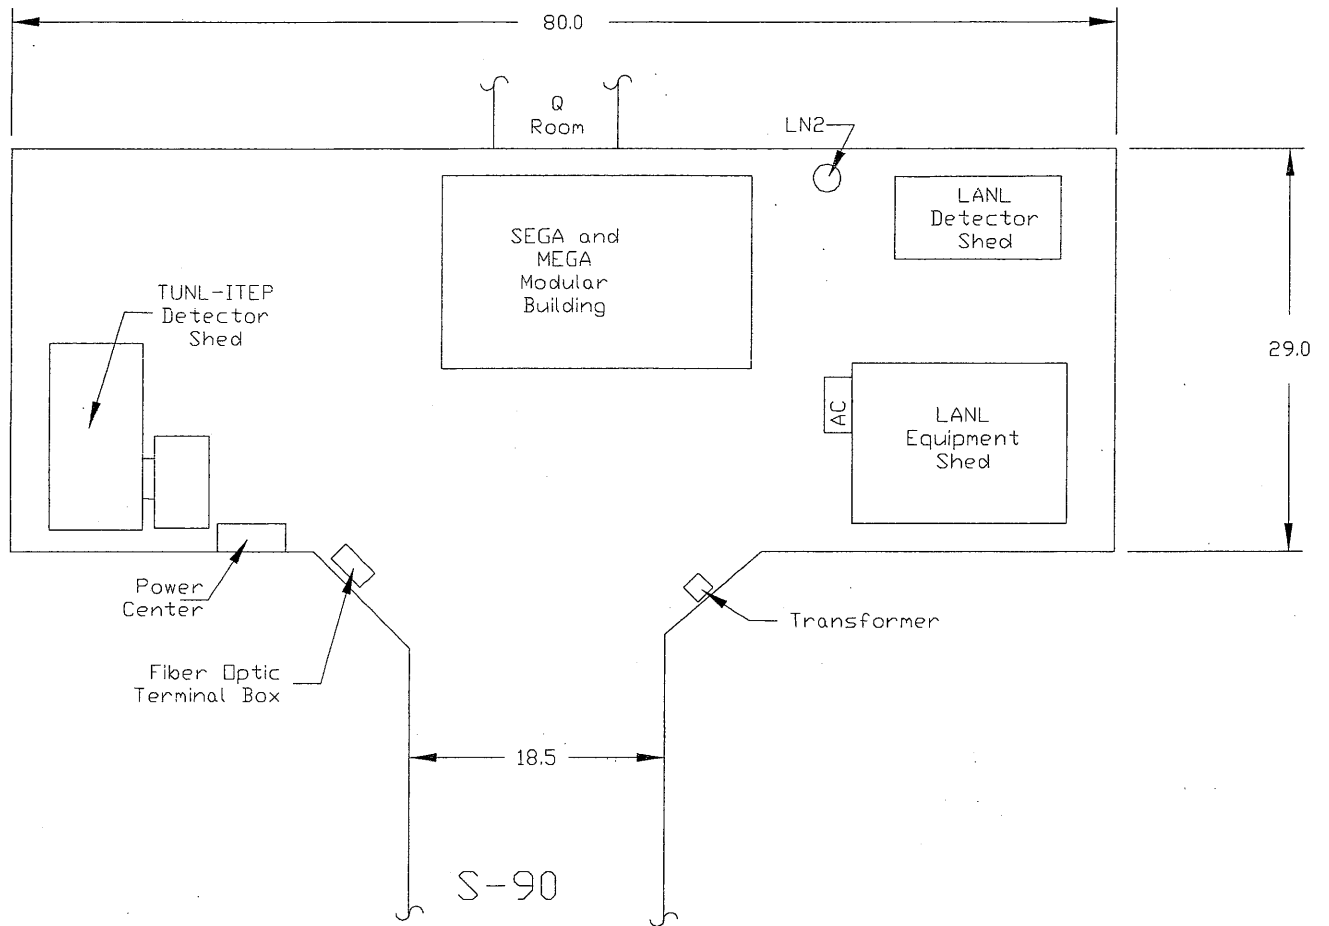 80.0
Q
Room
LN2
LANL
Detector
Shed
SEGA and
MEGA
Modular
Building
TUNL-ITEP
Detector
Shed
29.0
AC
LANL
Equipment
Shed
Power
Center
Transformer
Fiber Optic
Terminal Box
18.5
S-90